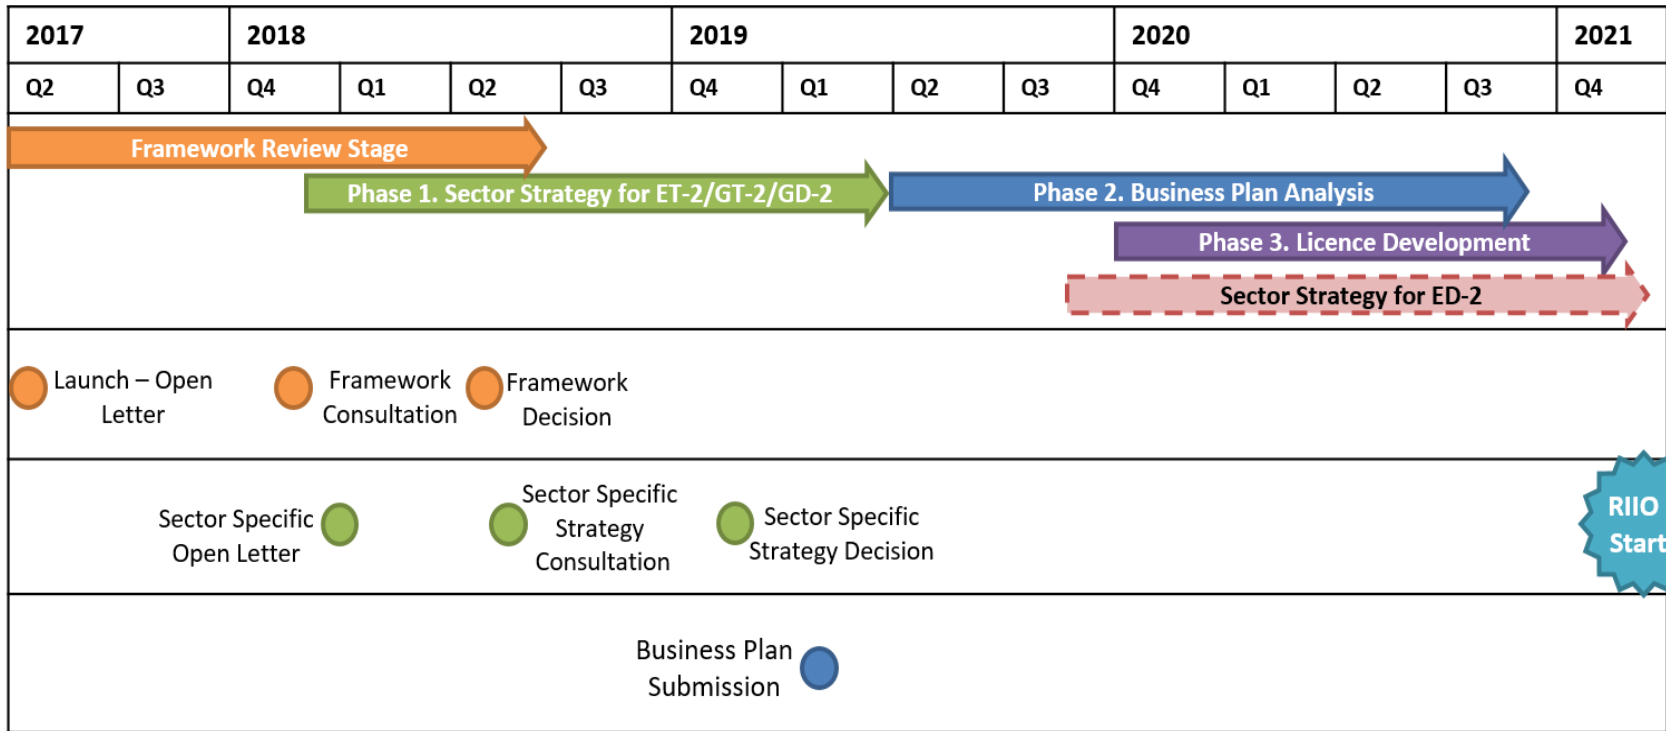 2017 2018 2019 2020 2021
Q2 Q3 Q4 Q1 Q2 Q3 Q4 Q1 Q2 Q3 Q4 Q1 Q2 Q3 Q4
Framework Review Stage
Phase 1. Sector Strategy for ET-2/GT-2/GD-2
Phase 2. Business Plan Analysis
Phase 3. Licence Development
Sector Strategy for ED-2
Launch – Open
Letter
Framework
Consultation
Framework
Decision
Sector Specific
Open Letter
Sector Specific
Strategy
Consultation
Sector Specific
Strategy Decision
RIIO
Start
Business Plan
Submission